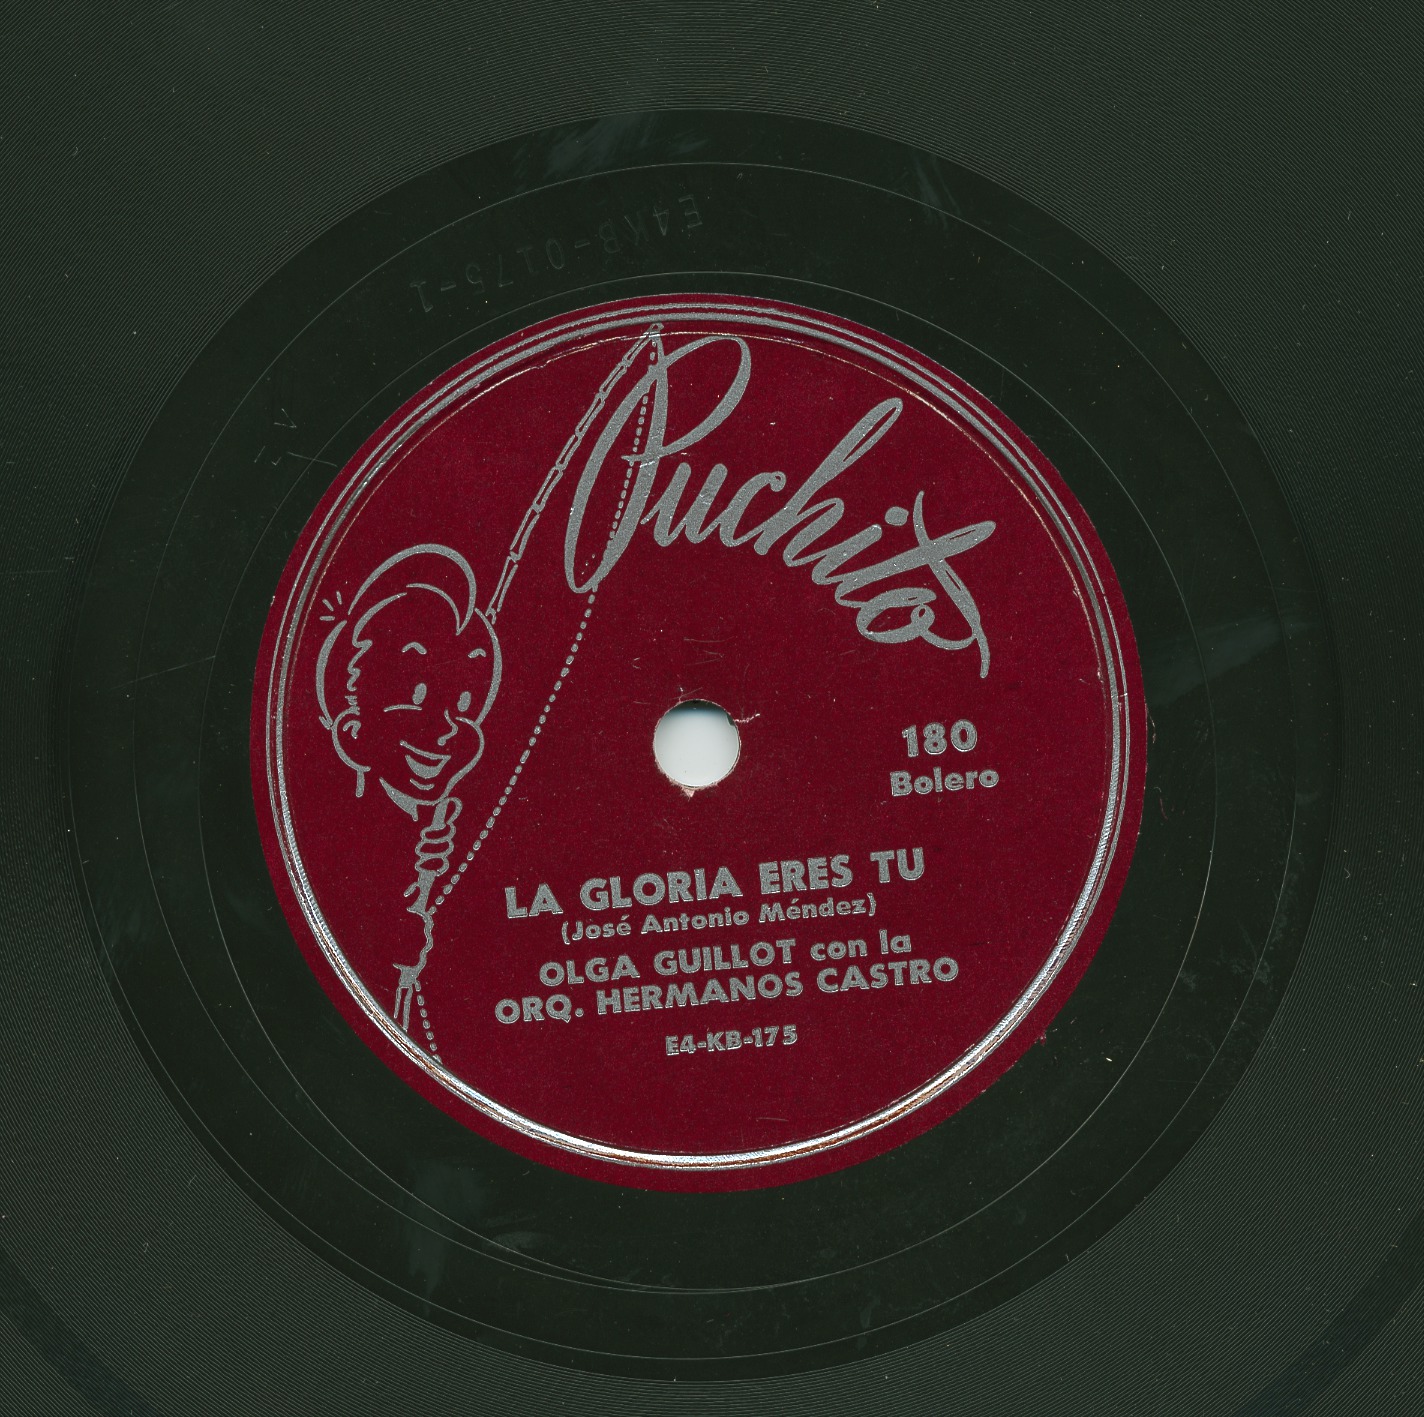 E4KB-0175-1
Puchito
180
Bolero
LA GLORIA ERES TU
(José Antonio Méndez)
OLGA GUILLOT con la
ORQ. HERMANOS CASTRO
E4-KB-175